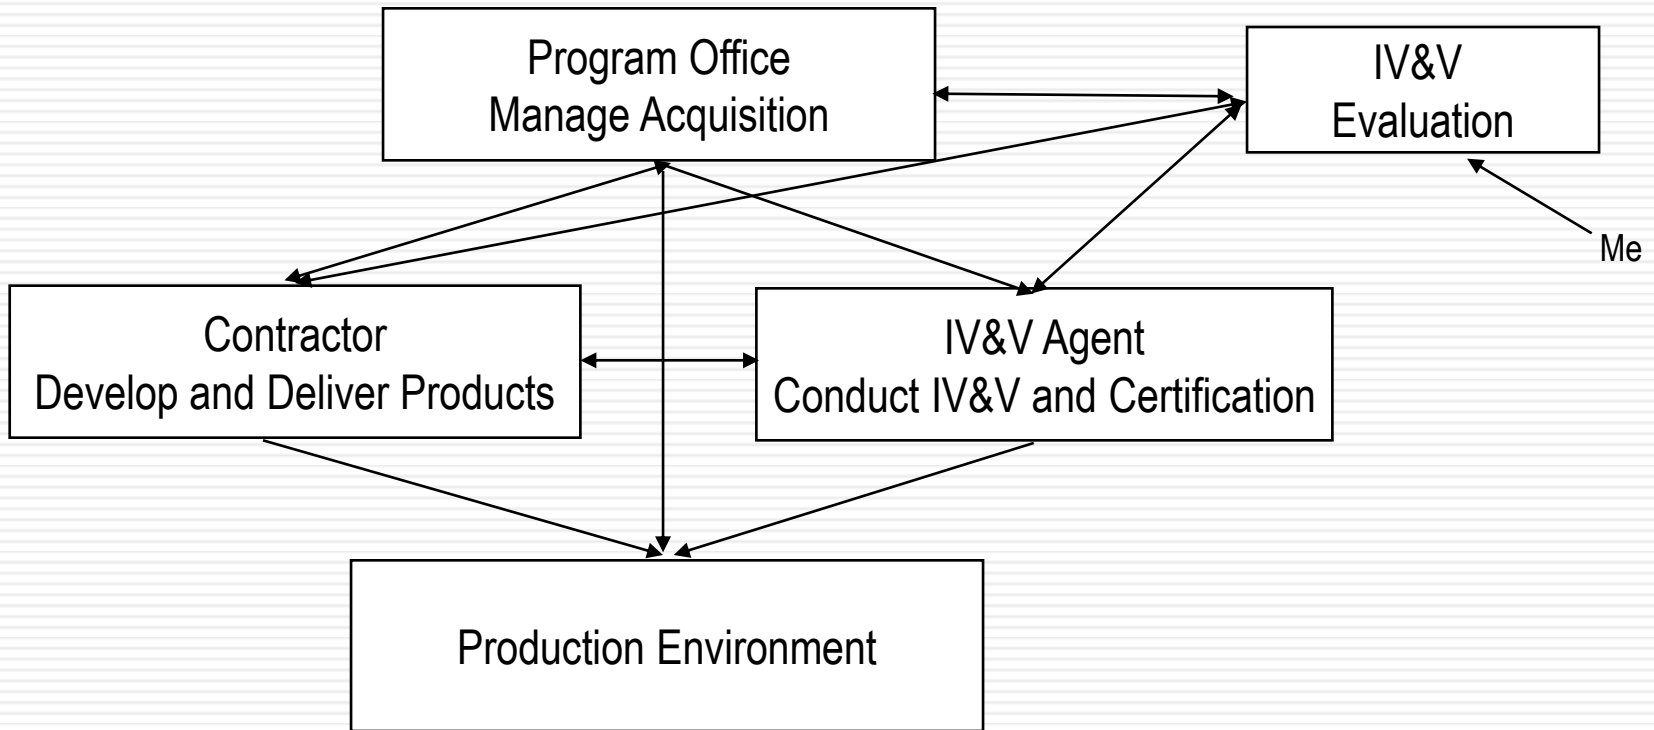 Program Office
Manage Acquisition
IV&V
Evaluation
Me
Contractor
Develop and Deliver Products
IV&V Agent
Conduct IV&V and Certification
Production Environment